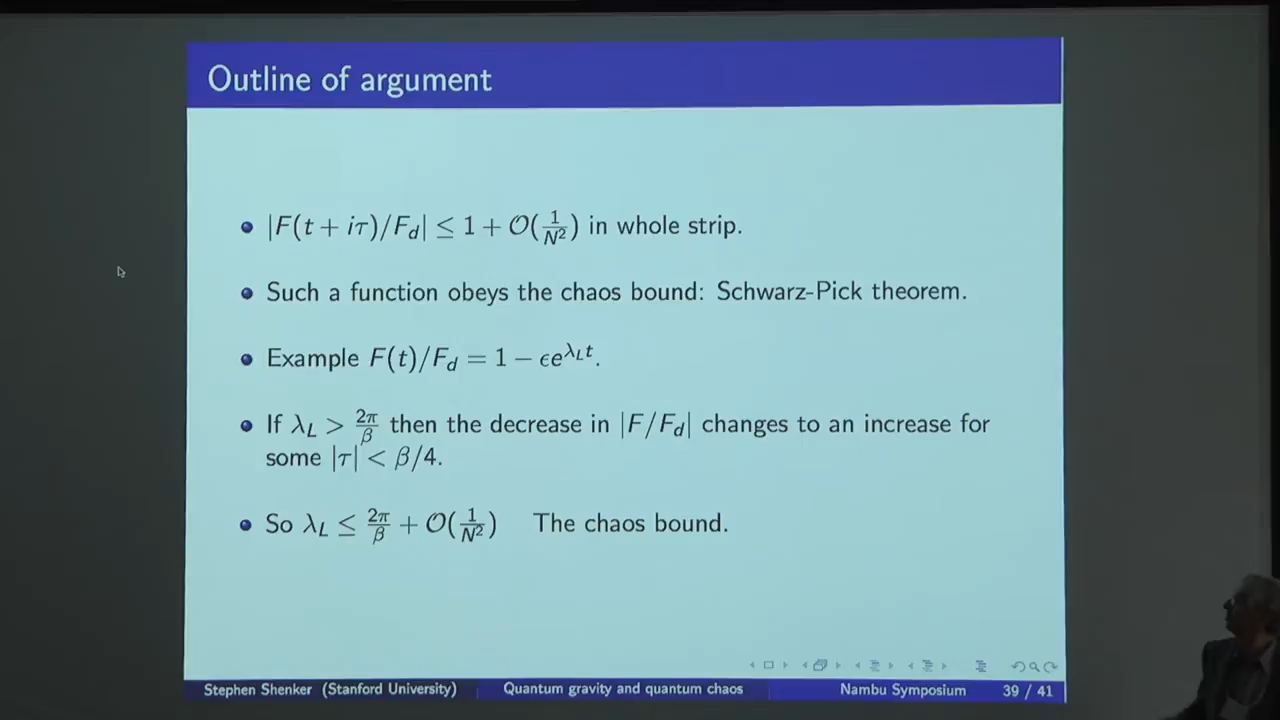 Outline of argument
|F(t + iτ)/F_d| ≤ 1 + 𝒪(1/N²) in whole strip.
Such a function obeys the chaos bound: Schwarz-Pick theorem.
Example F(t)/F_d = 1 − ϵe^{λ_L t}.
If λ_L > 2π/β then the decrease in |F/F_d| changes to an increase for
some |τ| < β/4.
So λ_L ≤ 2π/β + 𝒪(1/N²) The chaos bound.
Stephen Shenker (Stanford University) Quantum gravity and quantum chaos Nambu Symposium 39 / 41